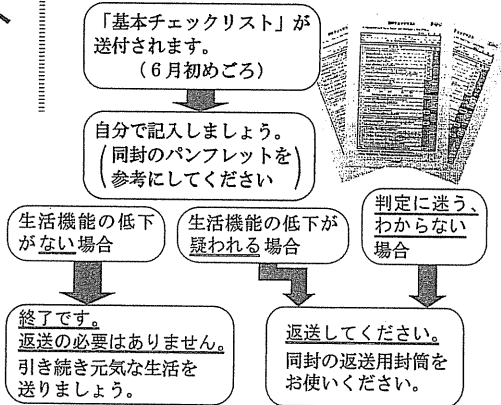 「基本チェックリスト」が
送付されます。
(6月初めごろ)
自分で記入しましょう。
(同封のパンフレットを
参考にしてください)
生活機能の低下
がない場合
生活機能の低下が
疑われる場合
判定に迷う、
わからない
場合
終了です。
返送の必要はありません。
引き続き元気な生活を
送りましょう。
返送してください。
同封の返送用封筒を
お使いください。